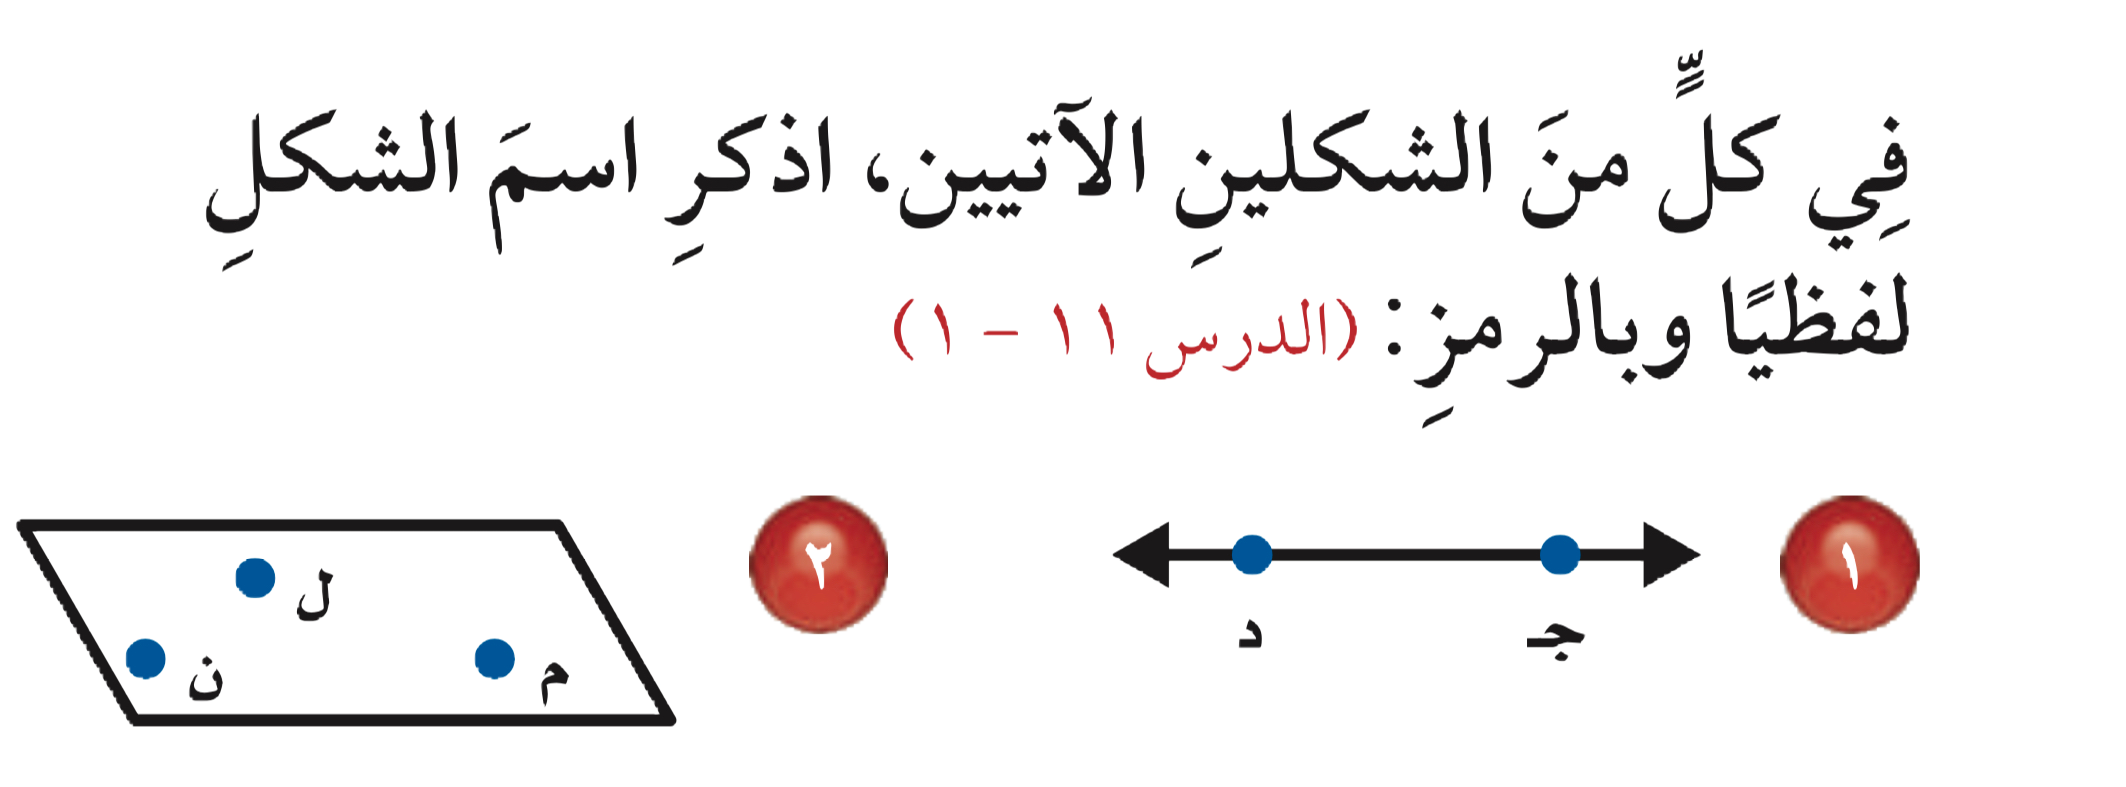 فِي كلٍّ منَ الشكلينِ الآتيين، اذكرِ اسمَ الشكلِ
لفظيًا وبالرمزِ: (الدرس ١١ – ١)
١
جـ د
٢
ل
م ن